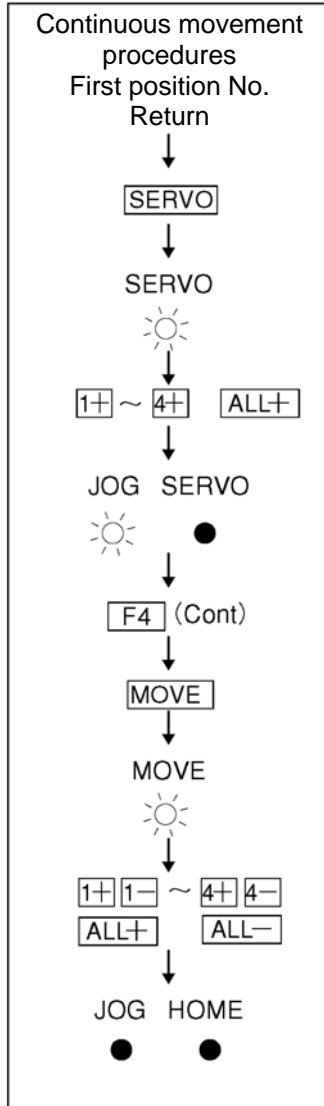 Continuous movement
procedures
First position No.
Return
SERVO
SERVO
1+ ~ 4+ ALL+
JOG SERVO
F4 (Cont)
MOVE
MOVE
1+ 1− ~ 4+ 4−
ALL+ ALL−
JOG HOME